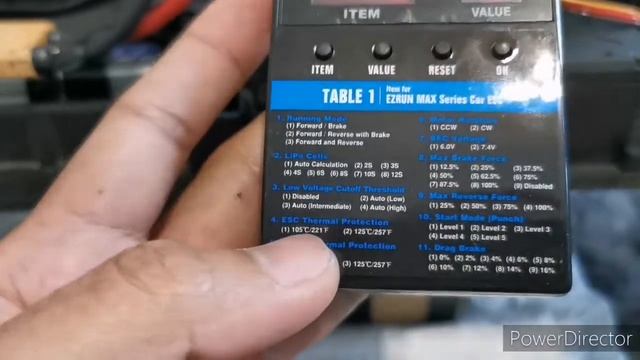 ITEM VALUE
ITEM VALUE RESET OK
TABLE 1 Item for
EZRUN MAX Series Car ESC
1. Running Mode
(1) Forward / Brake
(2) Forward / Reverse with Brake
(3) Forward and Reverse
2. LiPo Cells
(1) Auto Calculation (2) 2S (3) 3S
(4) 4S (5) 6S (6) 8S (7) 10S (8) 12S
3. Low Voltage Cutoff Threshold
(1) Disabled (2) Auto (Low)
(3) Auto (Intermediate) (4) Auto (High)
4. ESC Thermal Protection
(1) 105℃/221℉ (2) 125℃/257℉
Thermal Protection
(3) 125℃/257℉
6. Motor Rotation
(1) CCW (2) CW
7. BEC Voltage
(1) 6.0V (2) 7.4V
8. Max Brake Force
(1) 12.5% (2) 25% (3) 37.5%
(4) 50% (5) 62.5% (6) 75%
(7) 87.5% (8) 100% (9) Disabled
9. Max Reverse Force
(1) 25% (2) 50% (3) 75% (4) 100%
10. Start Mode (Punch)
(1) Level 1 (2) Level 2 (3) Level 3
(4) Level 4 (5) Level 5
11. Drag Brake
(1) 0% (2) 2% (3) 4% (4) 6% (5) 8%
(6) 10% (7) 12% (8) 14% (9) 16%
PowerDirector